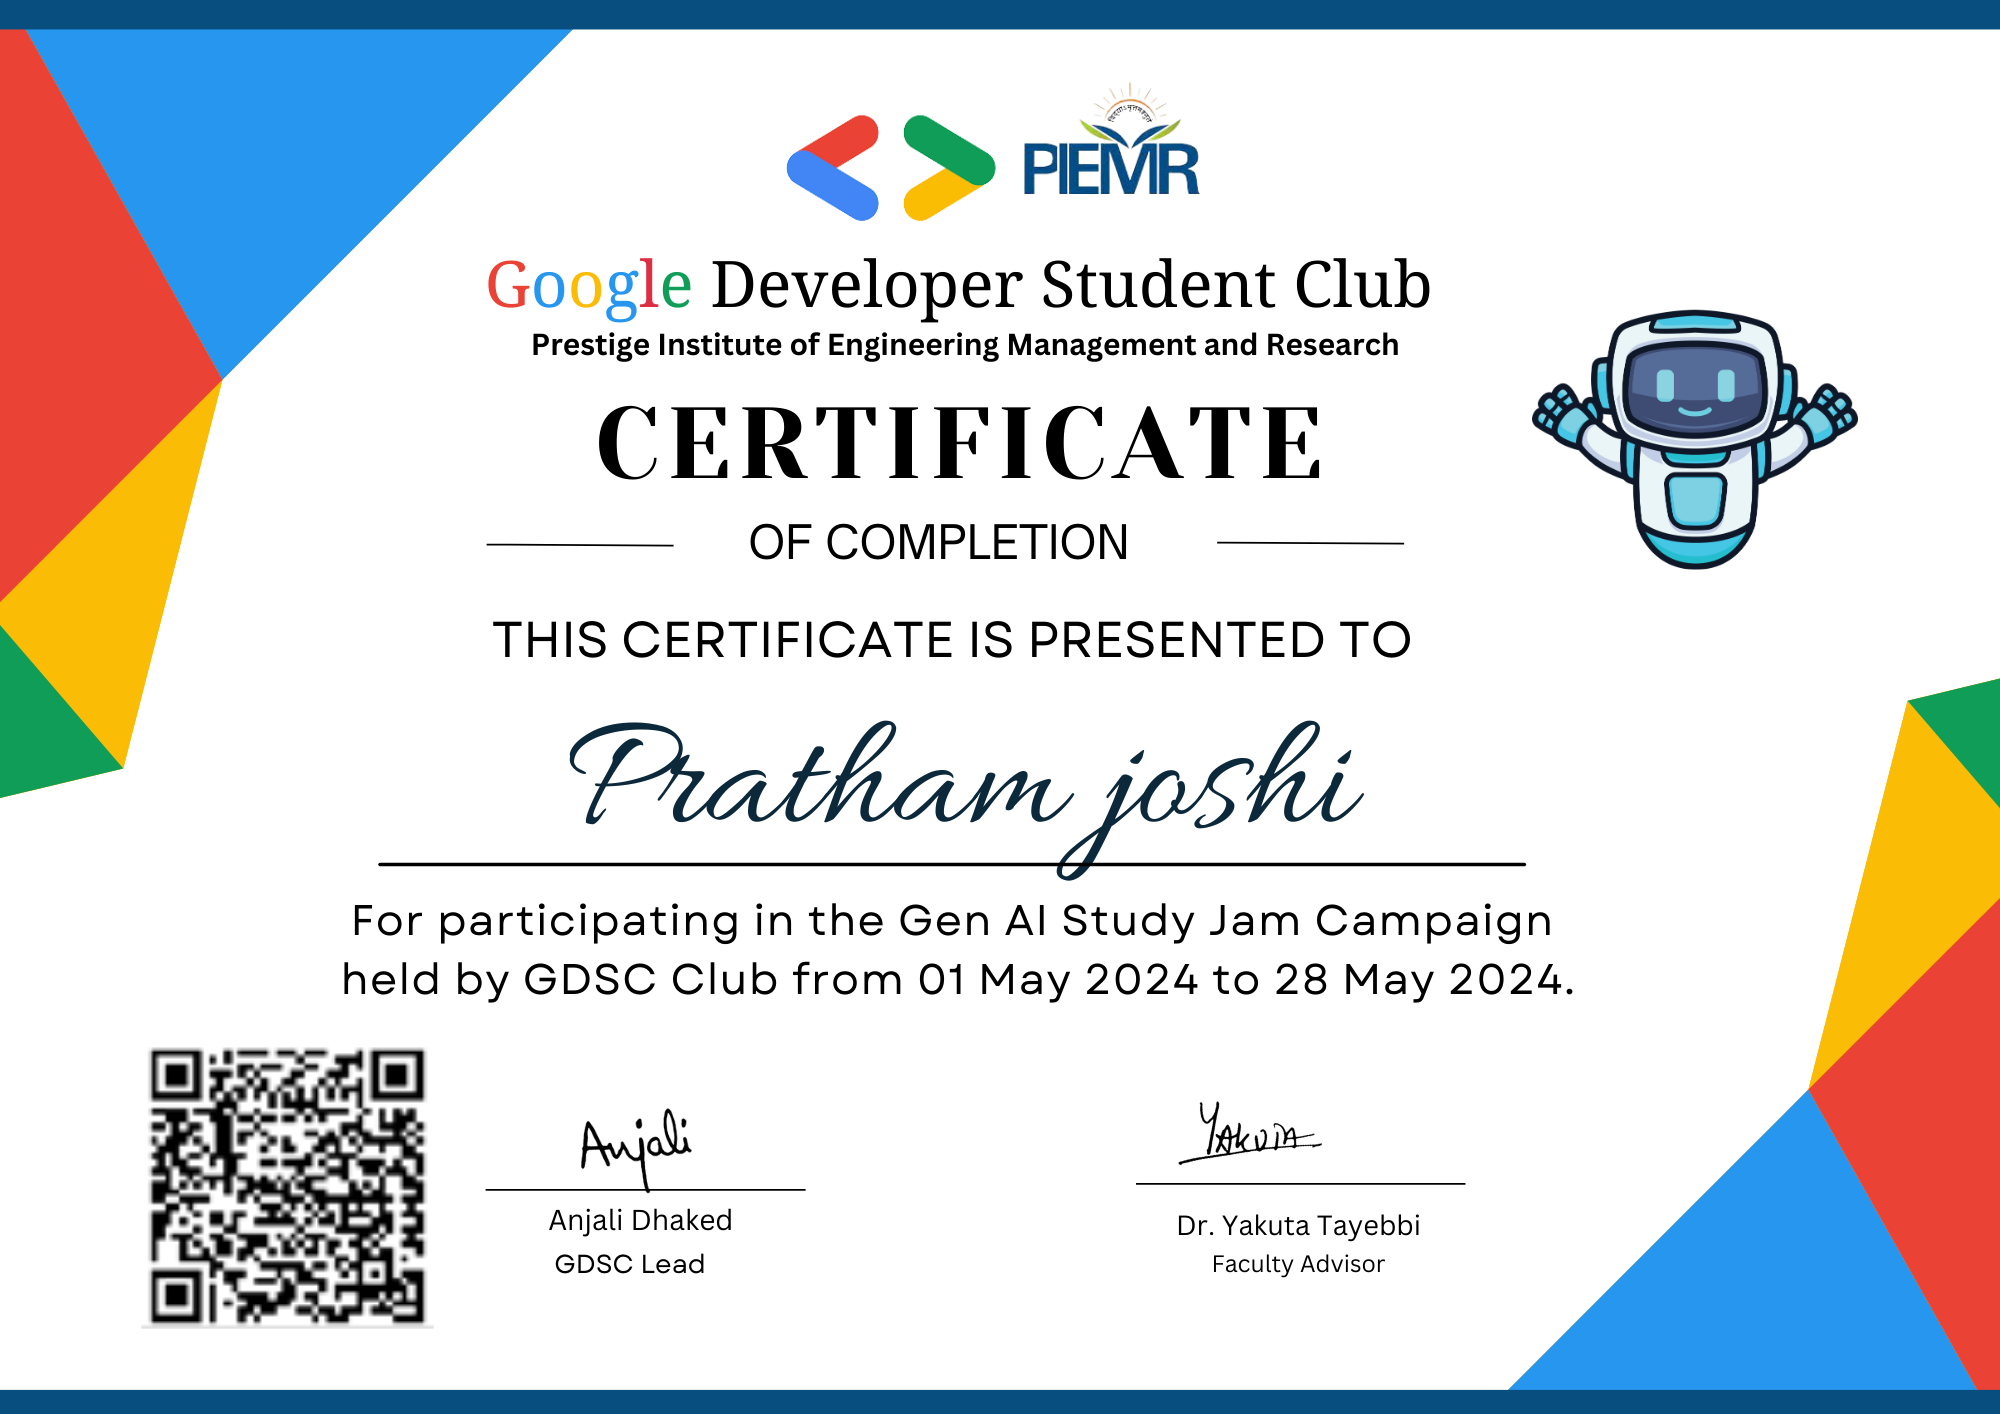 PIEMR
Google Developer Student Club
Prestige Institute of Engineering Management and Research
CERTIFICATE
OF COMPLETION
THIS CERTIFICATE IS PRESENTED TO
Pratham joshi
For participating in the Gen AI Study Jam Campaign
held by GDSC Club from 01 May 2024 to 28 May 2024.
Anjali
Yakuta
Anjali Dhaked
Dr. Yakuta Tayebbi
GDSC Lead
Faculty Advisor